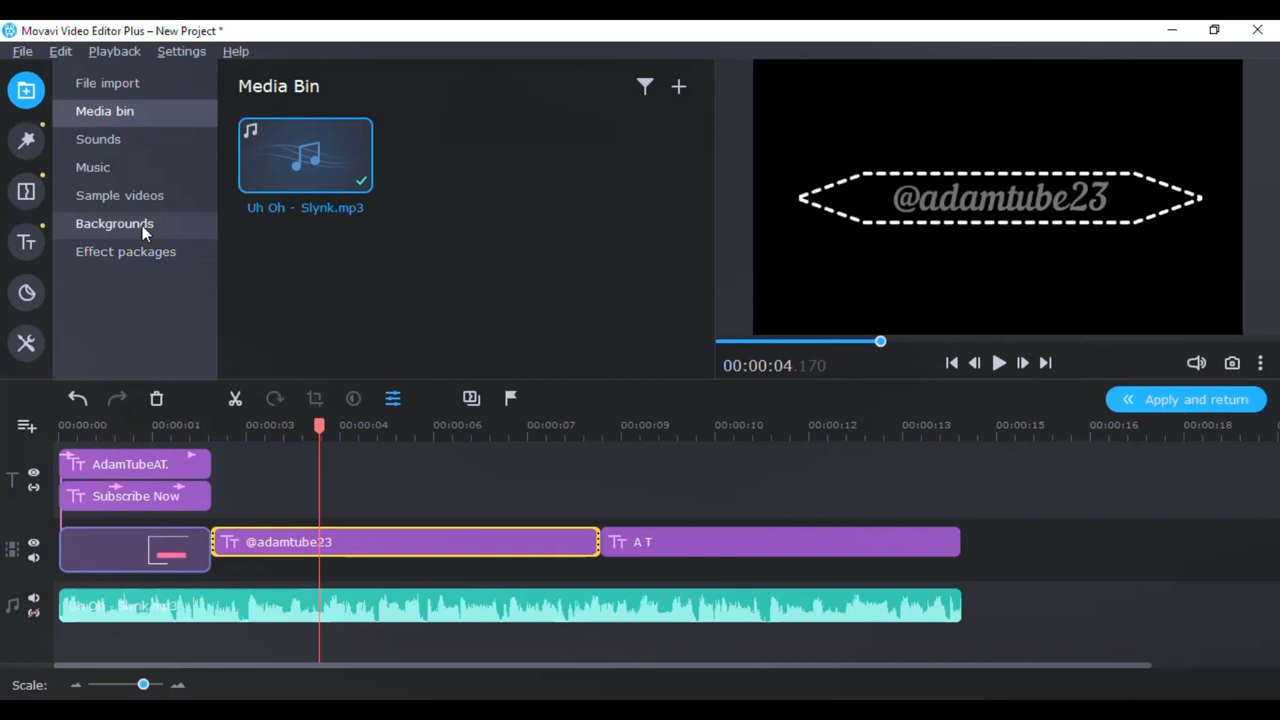 Movavi Video Editor Plus – New Project *
File Edit Playback Settings Help
File import
Media bin
Sounds
Music
Sample videos
Backgrounds
Effect packages
Media Bin
Uh Oh - Slynk.mp3
@adamtube23
00:00:04.170
Apply and return
00:00:00 00:00:01 00:00:03 00:00:04 00:00:06 00:00:07 00:00:09 00:00:10 00:00:12 00:00:13 00:00:15 00:00:16 00:00:18
AdamTubeAT.
Subscribe Now
@adamtube23
A T
Uh Oh - Slynk.mp3
Scale: